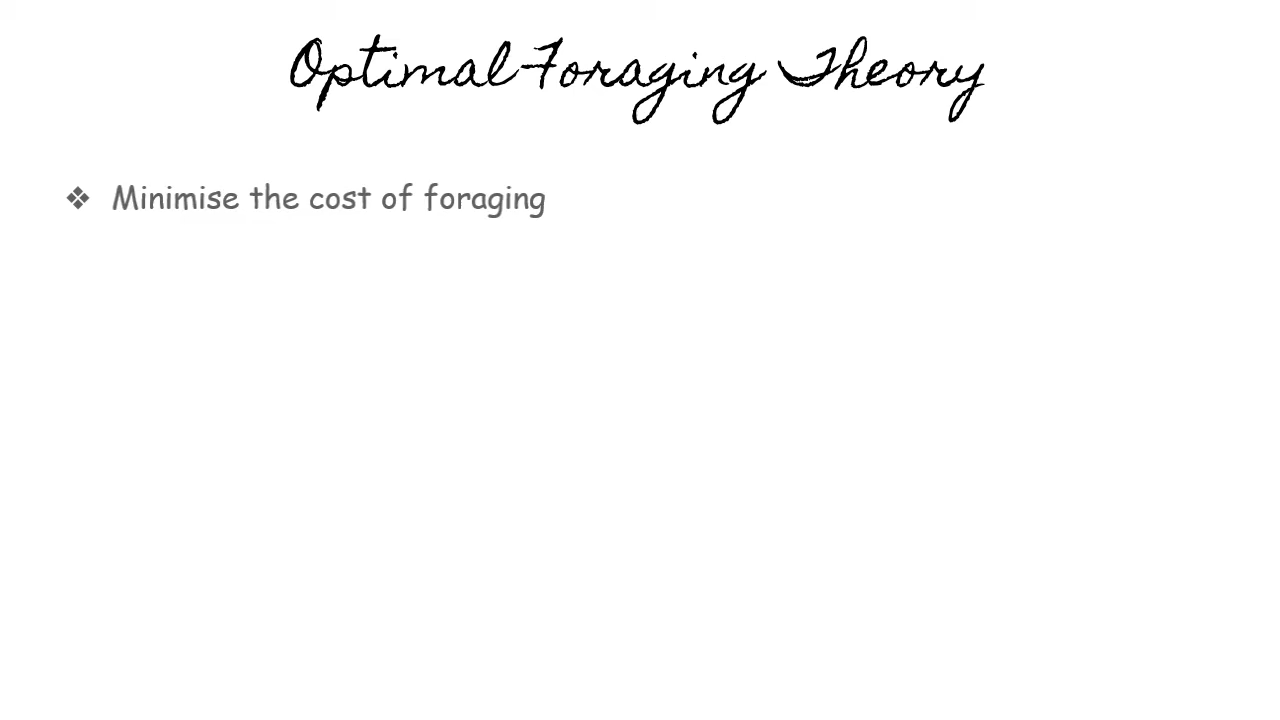 Optimal Foraging Theory
❖ Minimise the cost of foraging